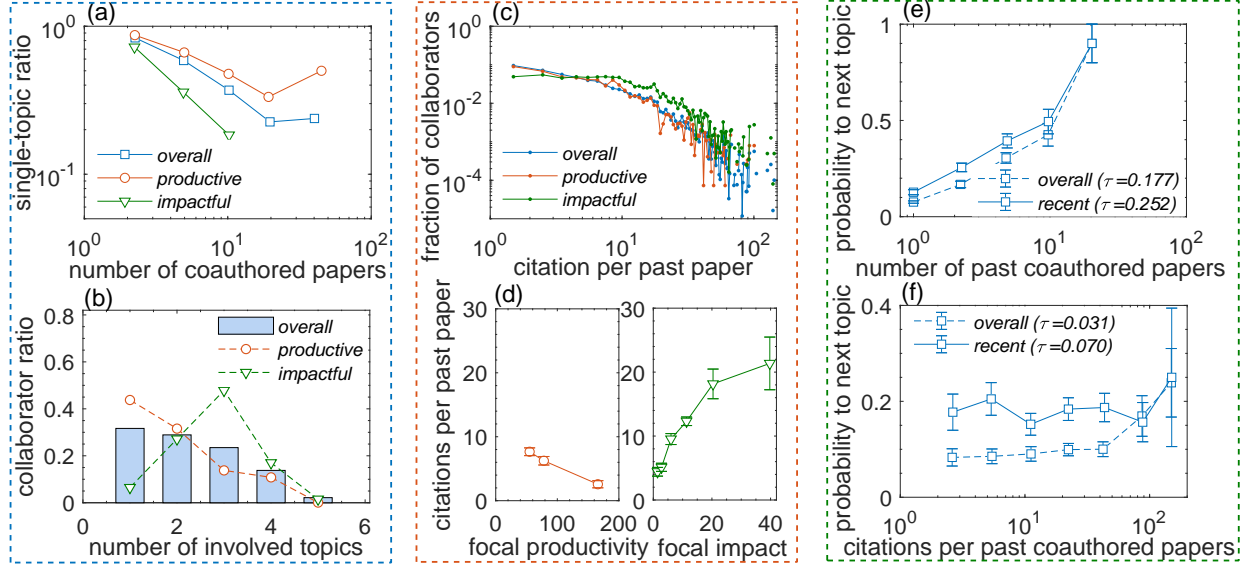 (a)
single-topic ratio
10^0
10^-1
overall
productive
impactful
10^0
10^1
10^2
number of coauthored papers
(b)
collaborator ratio
0.8
0.6
0.4
0.2
0
overall
productive
impactful
0
2
4
6
number of involved topics
(c)
fraction of collaborators
10^-2
10^-4
overall
productive
impactful
10^0
10^1
10^2
citation per past paper
(d)
citations per past paper
30
20
10
0
0
100
200
focal productivity
30
20
10
0
0
20
40
focal impact
(e)
probability to next topic
1
0.5
0
overall (τ=0.177)
recent (τ=0.252)
10^0
10^1
10^2
number of past coauthored papers
(f)
probability to next topic
0.4
0.2
0
overall (τ=0.031)
recent (τ=0.070)
10^0
10^1
10^2
citations per past coauthored papers